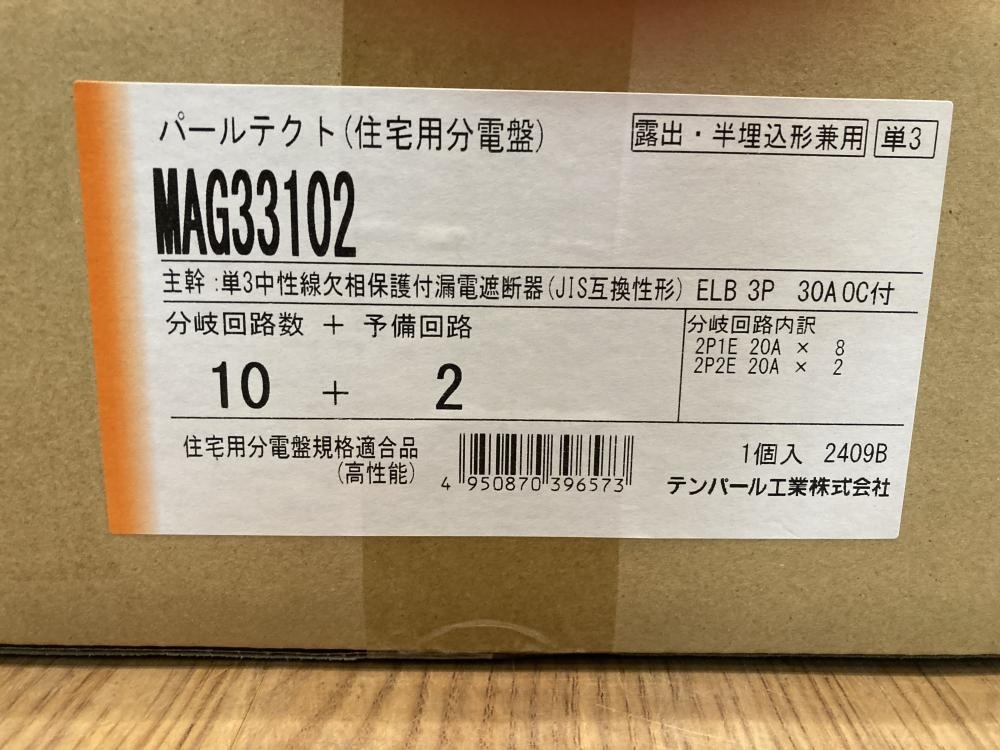 パールテクト(住宅用分電盤)
露出・半埋込形兼用 単3
MAG33102
主幹:単3中性線欠相保護付漏電遮断器(JIS互換性形) ELB 3P 30AOC付
分岐回路数 + 予備回路
10 + 2
分岐回路内訳
2P1E 20A × 8
2P2E 20A × 2
住宅用分電盤規格適合品
(高性能)
4 950870 396573
1個入 2409B
テンパール工業株式会社